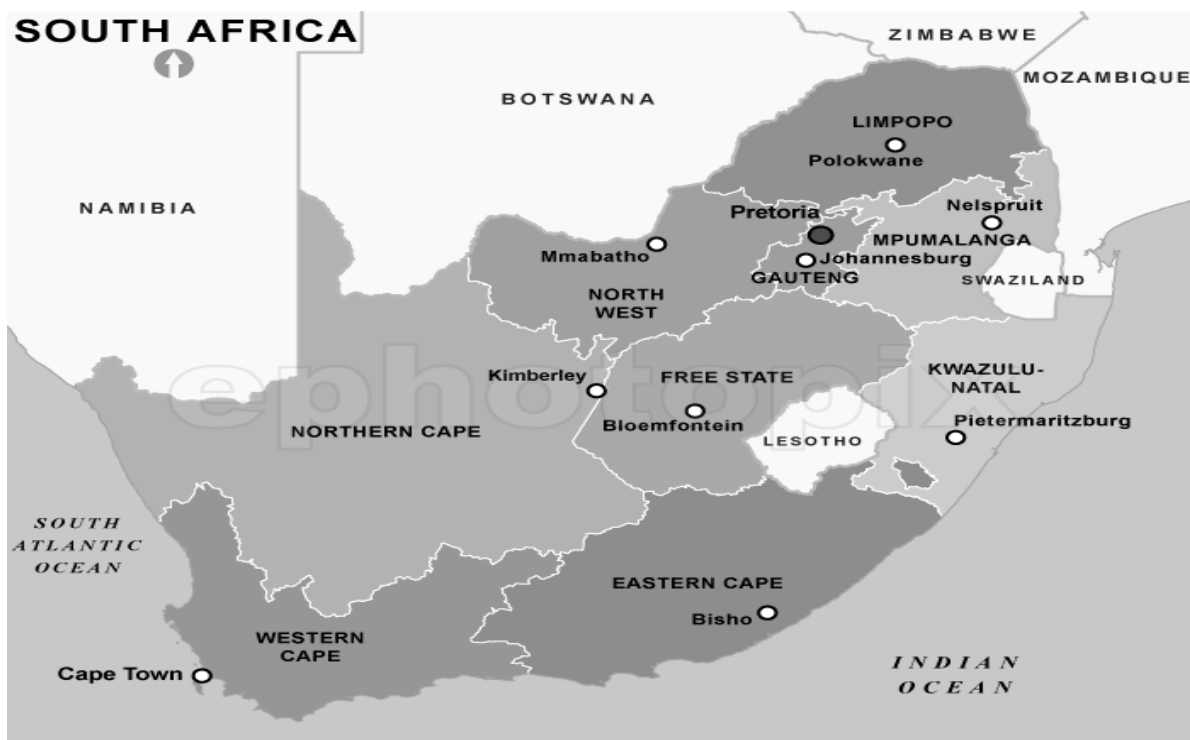 SOUTH AFRICA
ZIMBABWE
MOZAMBIQUE
BOTSWANA
LIMPOPO
Polokwane
NAMIBIA
Nelspruit
Pretoria
MPUMALANGA
Mmabatho
Johannesburg
GAUTENG
SWAZILAND
NORTH
WEST
Kimberley
FREE STATE
KWAZULU-
NATAL
ephotopix
Bloemfontein
Pietermaritzburg
NORTHERN CAPE
LESOTHO
SOUTH
ATLANTIC
OCEAN
EASTERN CAPE
Bisho
WESTERN
CAPE
Cape Town
INDIAN
OCEAN